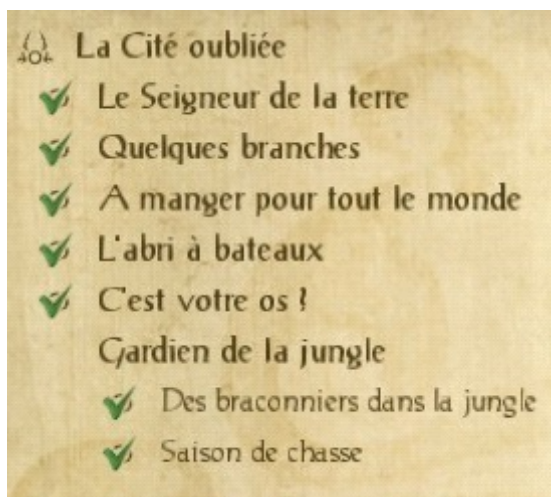 La Cité oubliée
Le Seigneur de la terre
Quelques branches
A manger pour tout le monde
L'abri à bateaux
C'est votre os ?
Gardien de la jungle
Des braconniers dans la jungle
Saison de chasse